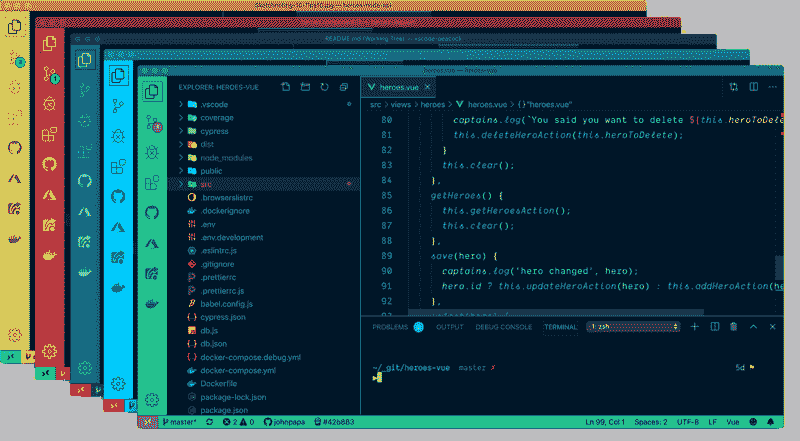 README.md (Working Tree) — vscode-peacock
heroes.vue — heroes-vue
EXPLORER: HEROES-VUE
.vscode
coverage
cypress
dist
node_modules
public
src
.browserslistrc
.dockerignore
.env
.env.development
.eslintrc.js
.gitignore
.prettierrc
.prettierrc.js
babel.config.js
cypress.json
db.js
db.json
docker-compose.debug.yml
docker-compose.yml
Dockerfile
package-lock.json
package.json
heroes.vue
src > views > heroes > heroes.vue > {} "heroes.vue"
80 captains.log(`You said you want to delete ${this.heroToDele
81 this.deleteHeroAction(this.heroToDelete);
82 }
83 this.clear();
84 },
85 getHeroes() {
86 this.getHeroesAction();
87 this.clear();
88 },
89 save(hero) {
90 captains.log('hero changed', hero);
91 hero.id ? this.updateHeroAction(hero) : this.addHeroAction(he
92 },
PROBLEMS OUTPUT DEBUG CONSOLE TERMINAL 1: zsh
~/_git/heroes-vue master ✗ 5d
master* 2 0 johnpapa #42b883 Ln 99, Col 1 Spaces: 2 UTF-8 LF Vue